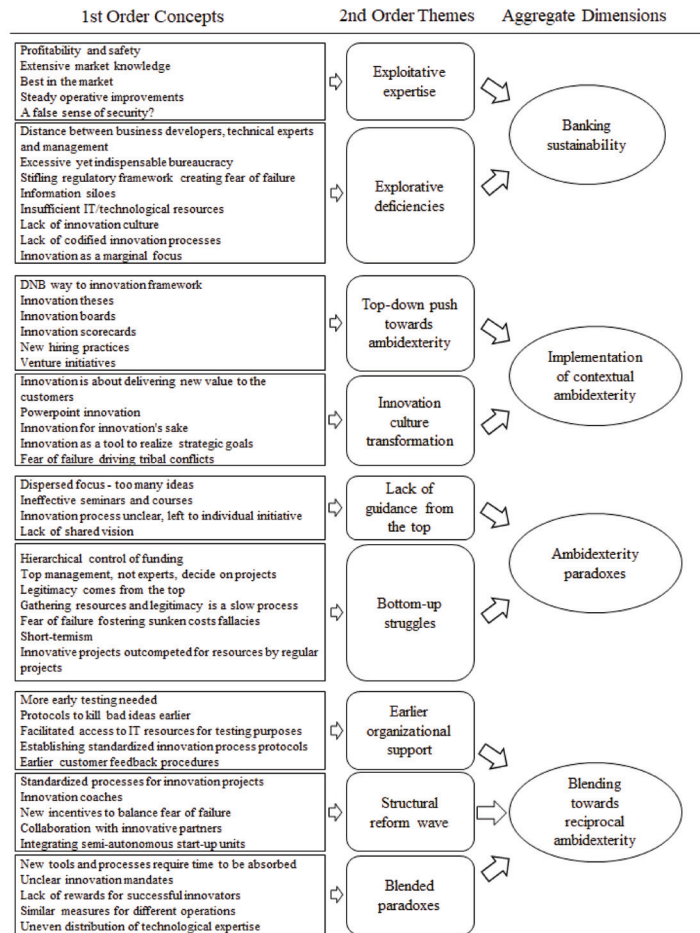 1st Order Concepts
2nd Order Themes
Aggregate Dimensions
Profitability and safety
Extensive market knowledge
Best in the market
Steady operative improvements
A false sense of security?
Exploitative
expertise
Distance between business developers, technical experts
and management
Excessive yet indispensable bureaucracy
Stifling regulatory framework creating fear of failure
Information siloes
Insufficient IT/technological resources
Lack of innovation culture
Lack of codified innovation processes
Innovation as a marginal focus
Explorative
deficiencies
Banking
sustainability
DNB way to innovation framework
Innovation theses
Innovation boards
Innovation scorecards
New hiring practices
Venture initiatives
Top-down push
towards
ambidexterity
Innovation is about delivering new value to the
customers
Powerpoint innovation
Innovation for innovation's sake
Innovation as a tool to realize strategic goals
Fear of failure driving tribal conflicts
Innovation
culture
transformation
Implementation
of contextual
ambidexterity
Dispersed focus - too many ideas
Ineffective seminars and courses
Innovation process unclear, left to individual initiative
Lack of shared vision
Lack of
guidance from
the top
Hierarchical control of funding
Top management, not experts, decide on projects
Legitimacy comes from the top
Gathering resources and legitimacy is a slow process
Fear of failure fostering sunken costs fallacies
Short-termism
Innovative projects outcompeted for resources by regular
projects
Bottom-up
struggles
Ambidexterity
paradoxes
More early testing needed
Protocols to kill bad ideas earlier
Facilitated access to IT resources for testing purposes
Establishing standardized innovation process protocols
Earlier customer feedback procedures
Earlier
organizational
support
Standardized processes for innovation projects
Innovation coaches
New incentives to balance fear of failure
Collaboration with innovative partners
Integrating semi-autonomous start-up units
Structural
reform wave
New tools and processes require time to be absorbed
Unclear innovation mandates
Lack of rewards for successful innovators
Similar measures for different operations
Uneven distribution of technological expertise
Blended
paradoxes
Blending
towards
reciprocal
ambidexterity